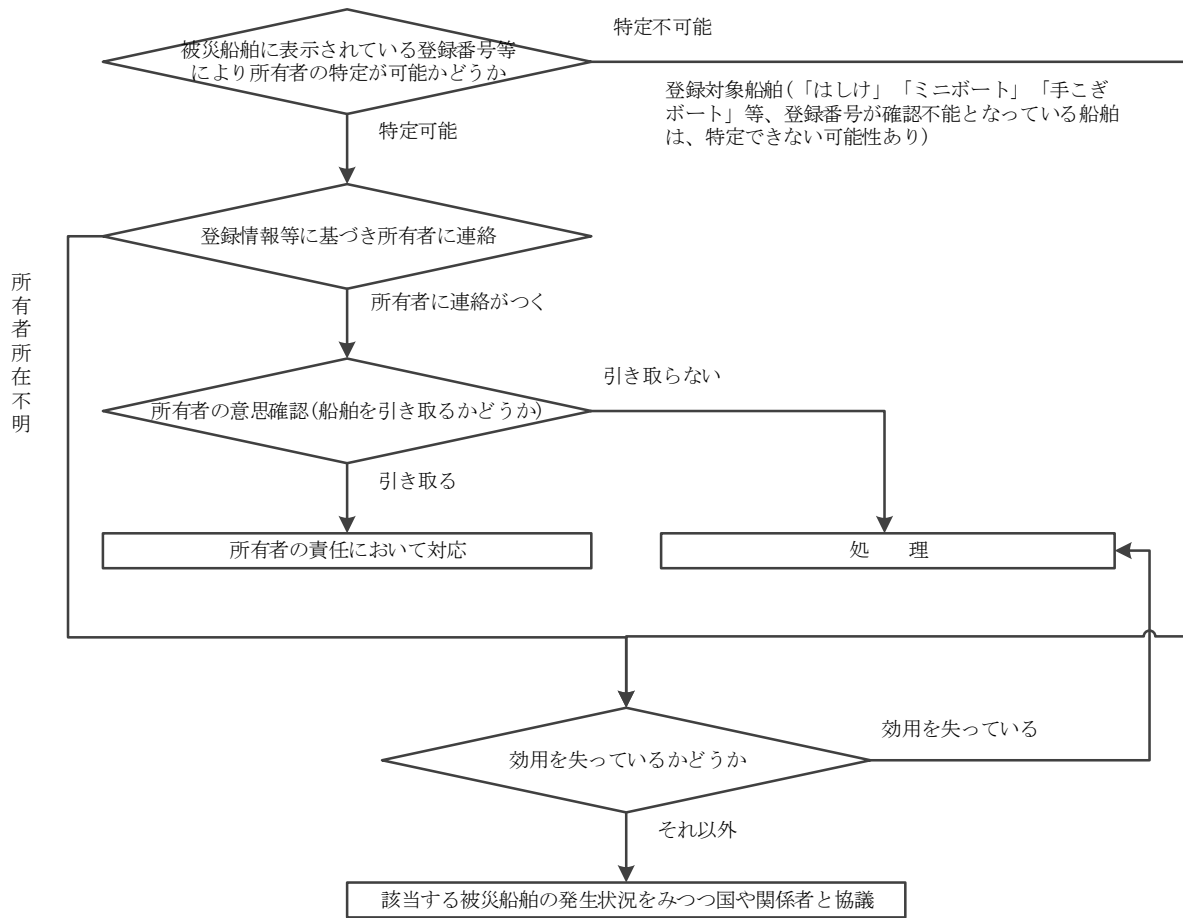 特定不可能
被災船舶に表示されている登録番号等
により所有者の特定が可能かどうか
登録対象船舶(「はしけ」「ミニボート」「手こぎ
ボート」等、登録番号が確認不能となっている船舶
は、特定できない可能性あり)
特定可能
登録情報等に基づき所有者に連絡
所有者所在不明
所有者に連絡がつく
引き取らない
所有者の意思確認(船舶を引き取るかどうか)
引き取る
所有者の責任において対応
処　理
効用を失っている
効用を失っているかどうか
それ以外
該当する被災船舶の発生状況をみつつ国や関係者と協議